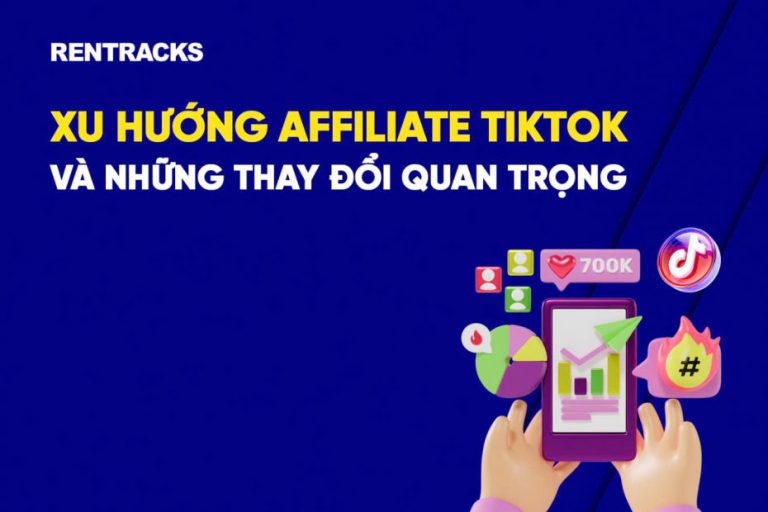 RENTRACKS
XU HƯỚNG AFFILIATE TIKTOK
VÀ NHỮNG THAY ĐỔI QUAN TRỌNG
700K
#